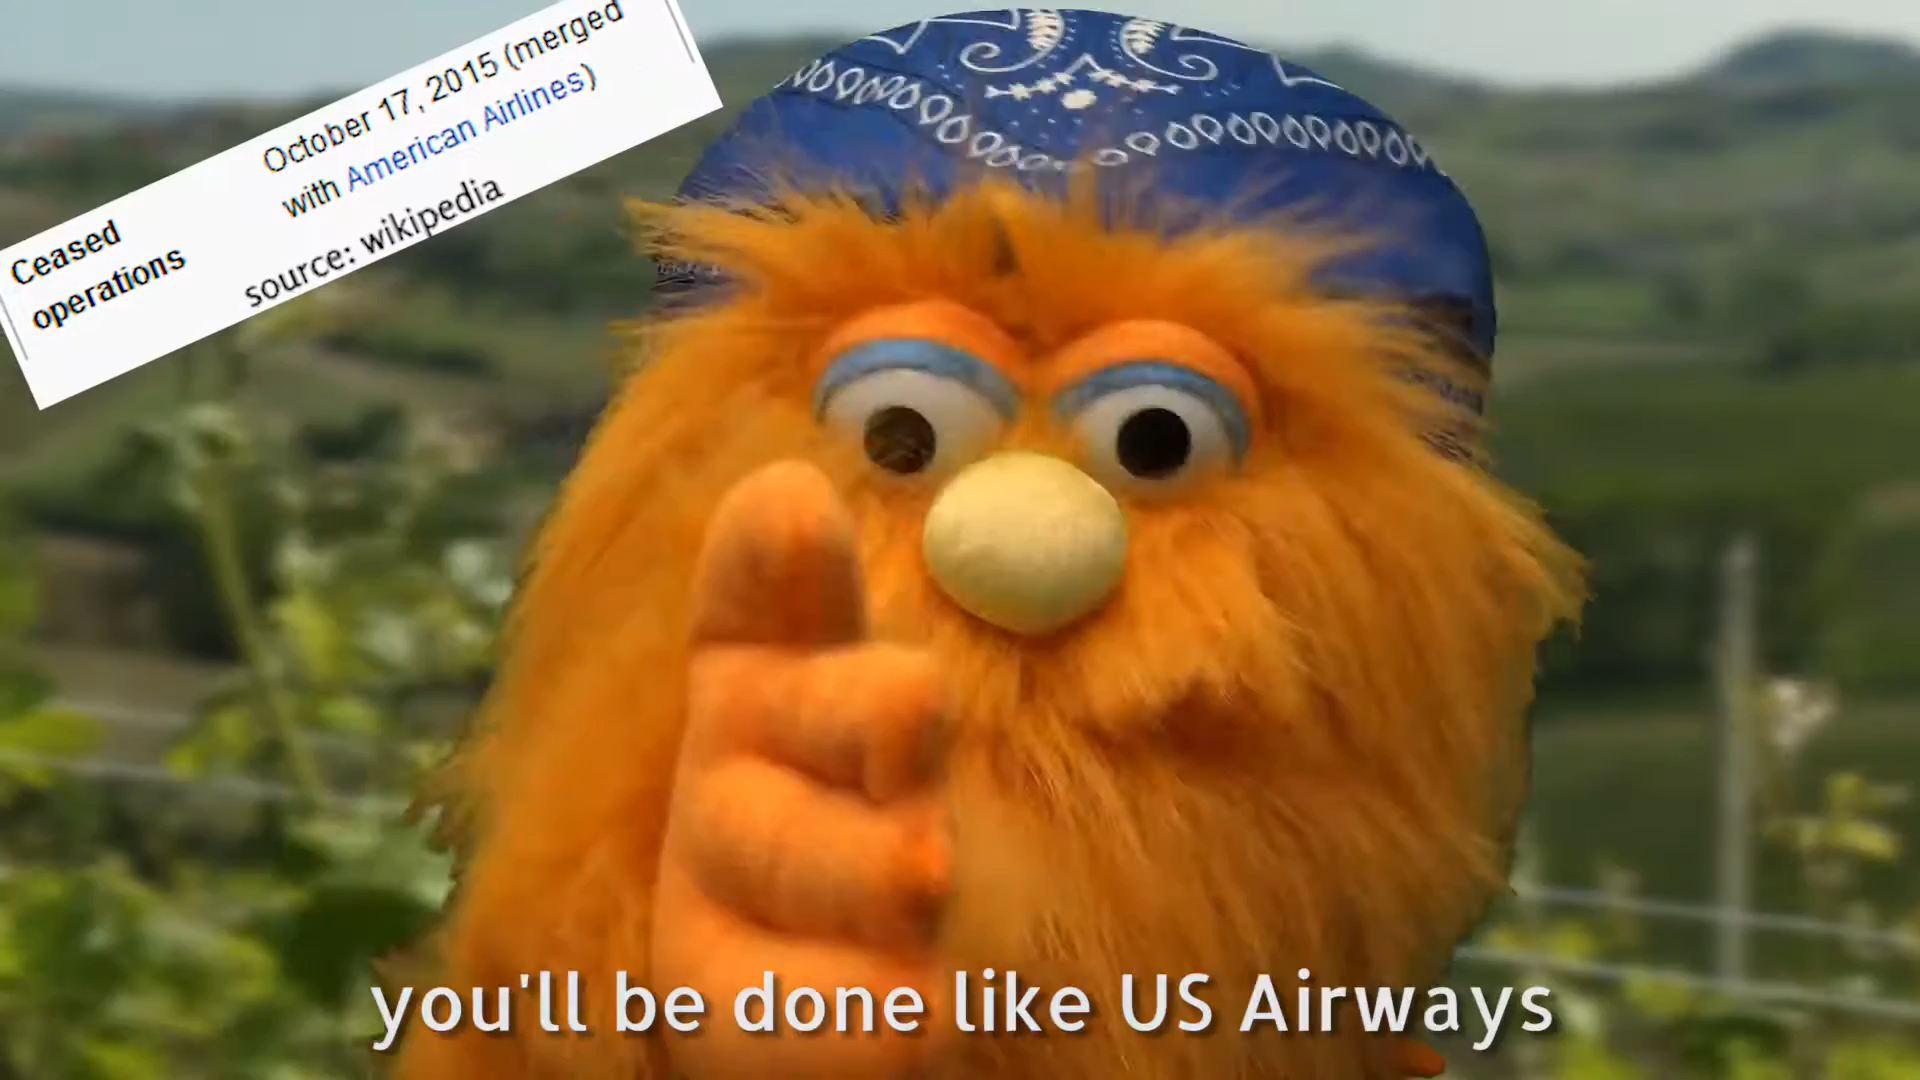 Ceased
operations
October 17, 2015 (merged
with American Airlines)
source: wikipedia
you'll be done like US Airways